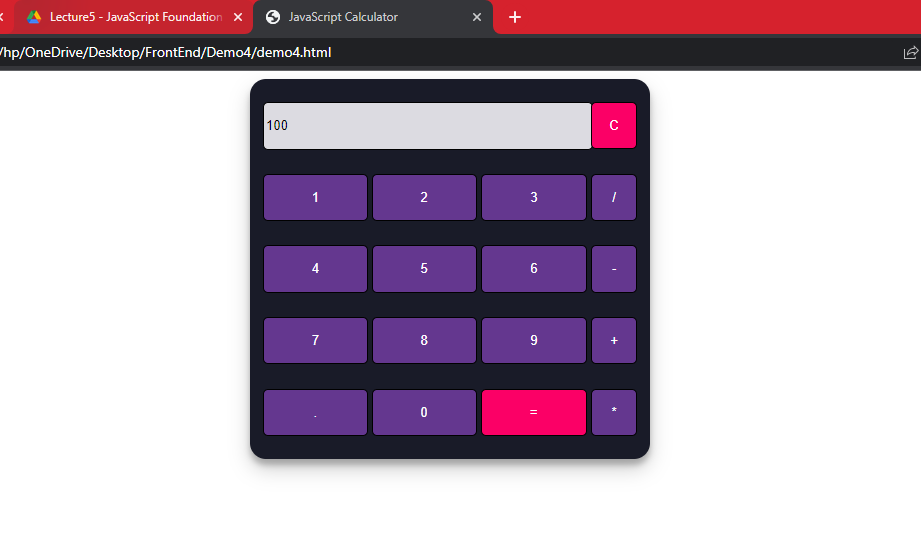 Lecture5 - JavaScript Foundation
JavaScript Calculator
/hp/OneDrive/Desktop/FrontEnd/Demo4/demo4.html
100 C
1 2 3 /
4 5 6 -
7 8 9 +
. 0 = *